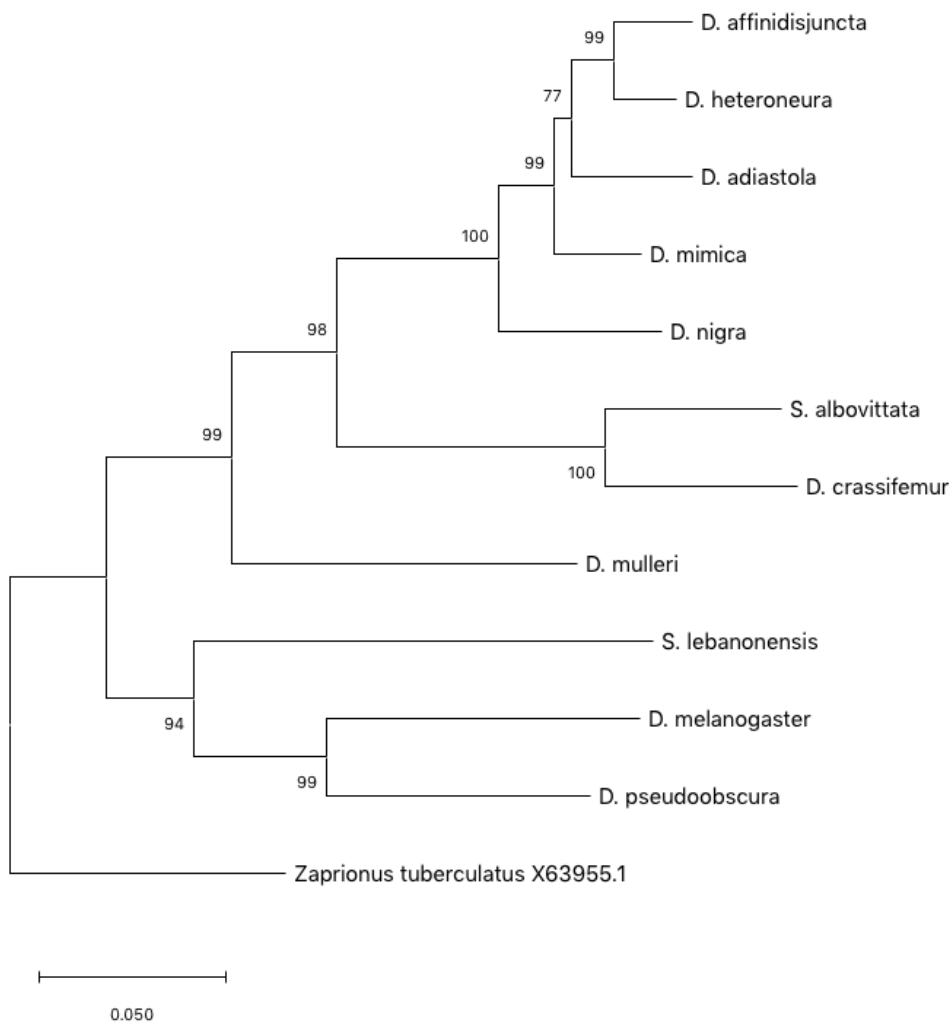 99
D. affinidisjuncta
D. heteroneura
77
D. adiastola
99
D. mimica
100
D. nigra
98
S. albovittata
99
100
D. crassifemur
D. mulleri
S. lebanonensis
94
D. melanogaster
99
D. pseudoobscura
Zaprionus tuberculatus X63955.1
0.050